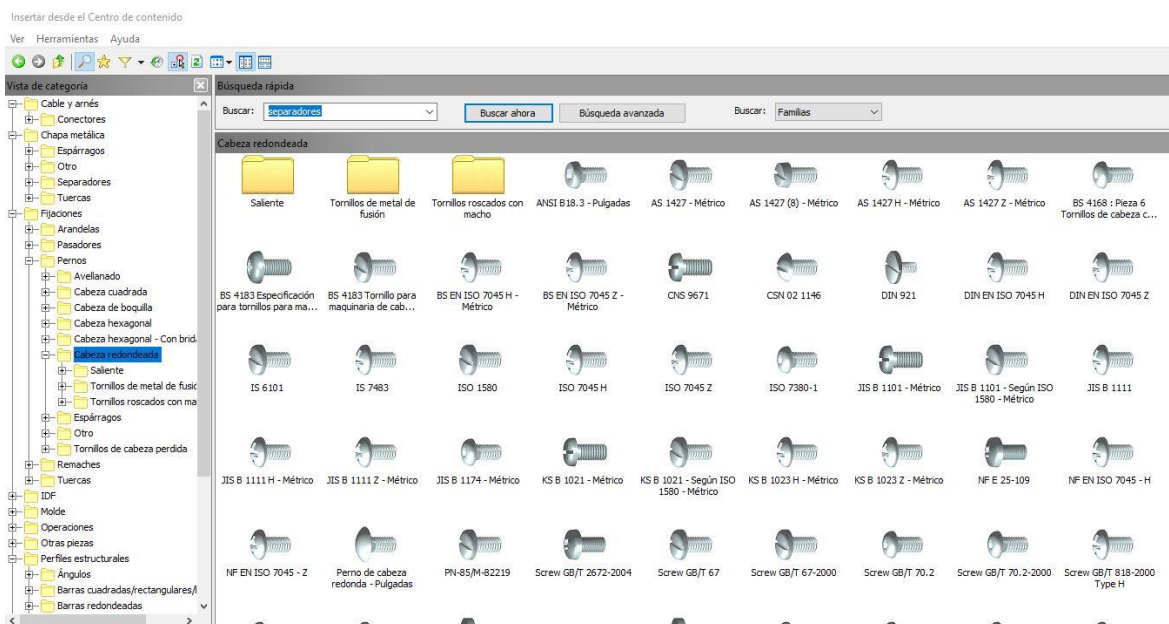 Insertar desde el Centro de contenido
Ver Herramientas Ayuda
Vista de categoría
Cable y arnés
Conectores
Chapa metálica
Espárragos
Otro
Separadores
Tuercas
Fijaciones
Arandelas
Pasadores
Pernos
Avellanado
Cabeza cuadrada
Cabeza de boquilla
Cabeza hexagonal
Cabeza hexagonal - Con brid
Cabeza redondeada
Saliente
Tornillos de metal de fusic
Tornillos roscados con ma
Espárragos
Otro
Tornillos de cabeza perdida
Remaches
Tuercas
IDF
Molde
Operaciones
Otras piezas
Perfiles estructurales
Ángulos
Barras cuadradas/rectangulares/
Barras redondeadas
Búsqueda rápida
Buscar: separadores Buscar ahora Búsqueda avanzada Buscar: Familias
Cabeza redondeada
Saliente
Tornillos de metal de
fusión
Tornillos roscados con
macho
ANSI B18.3 - Pulgadas
AS 1427 - Métrico
AS 1427 (8) - Métrico
AS 1427 H - Métrico
AS 1427 Z - Métrico
BS 4168 : Pieza 6
Tornillos de cabeza c...
BS 4183 Especificación
para tornillos para ma...
BS 4183 Tornillo para
maquinaria de cab...
BS EN ISO 7045 H -
Métrico
BS EN ISO 7045 Z -
Métrico
CNS 9671
CSN 02 1146
DIN 921
DIN EN ISO 7045 H
DIN EN ISO 7045 Z
IS 6101
IS 7483
ISO 1580
ISO 7045 H
ISO 7045 Z
ISO 7380-1
JIS B 1101 - Métrico
JIS B 1101 - Según ISO
1580 - Métrico
JIS B 1111
JIS B 1111 H - Métrico
JIS B 1111 Z - Métrico
JIS B 1174 - Métrico
KS B 1021 - Métrico
KS B 1021 - Según ISO
1580 - Métrico
KS B 1023 H - Métrico
KS B 1023 Z - Métrico
NF E 25-109
NF EN ISO 7045 - H
NF EN ISO 7045 - Z
Perno de cabeza
redonda - Pulgadas
PN-85/M-82219
Screw GB/T 2672-2004
Screw GB/T 67
Screw GB/T 67-2000
Screw GB/T 70.2
Screw GB/T 70.2-2000
Screw GB/T 818-2000
Type H